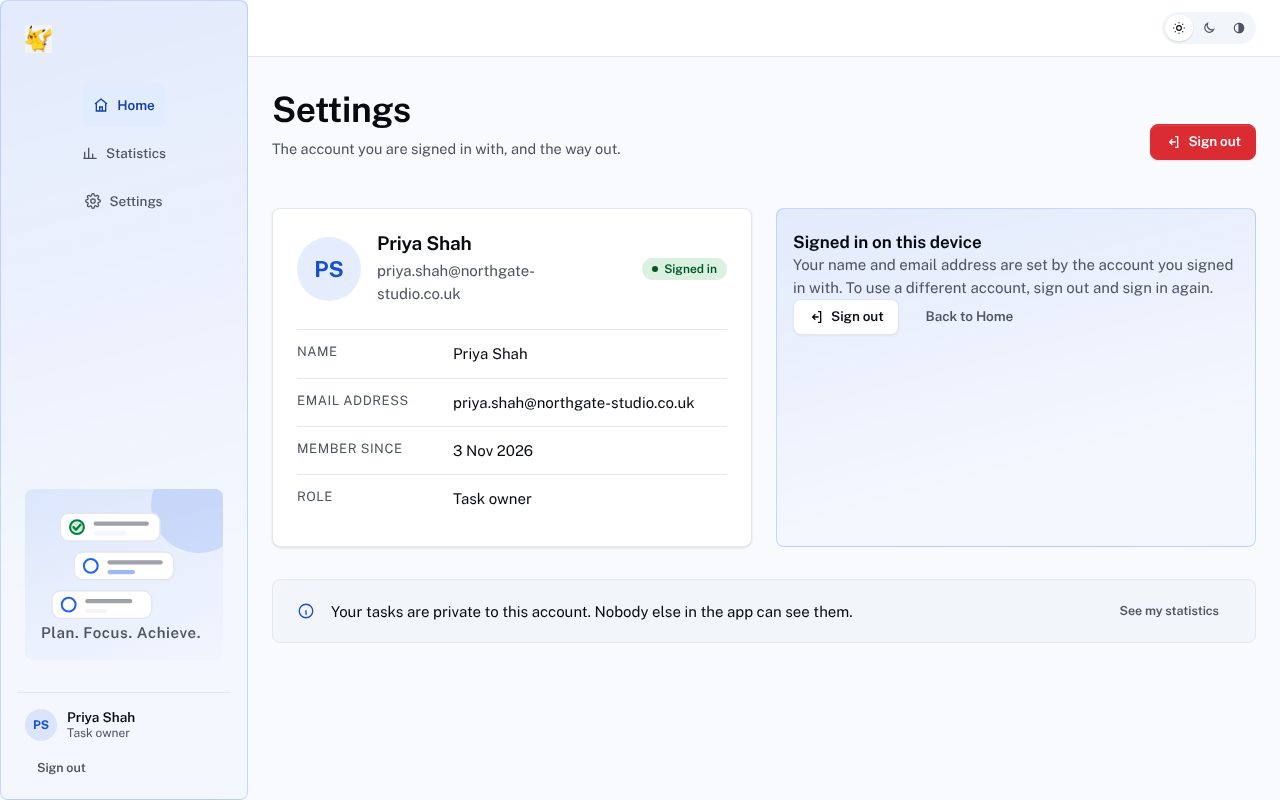 Home
Statistics
Settings
Plan. Focus. Achieve.
PS
Priya Shah
Task owner
Sign out
Settings
The account you are signed in with, and the way out.
Sign out
PS
Priya Shah
priya.shah@northgate-
studio.co.uk
Signed in
NAME
Priya Shah
EMAIL ADDRESS
priya.shah@northgate-studio.co.uk
MEMBER SINCE
3 Nov 2026
ROLE
Task owner
Signed in on this device
Your name and email address are set by the account you signed
in with. To use a different account, sign out and sign in again.
Sign out
Back to Home
Your tasks are private to this account. Nobody else in the app can see them.
See my statistics